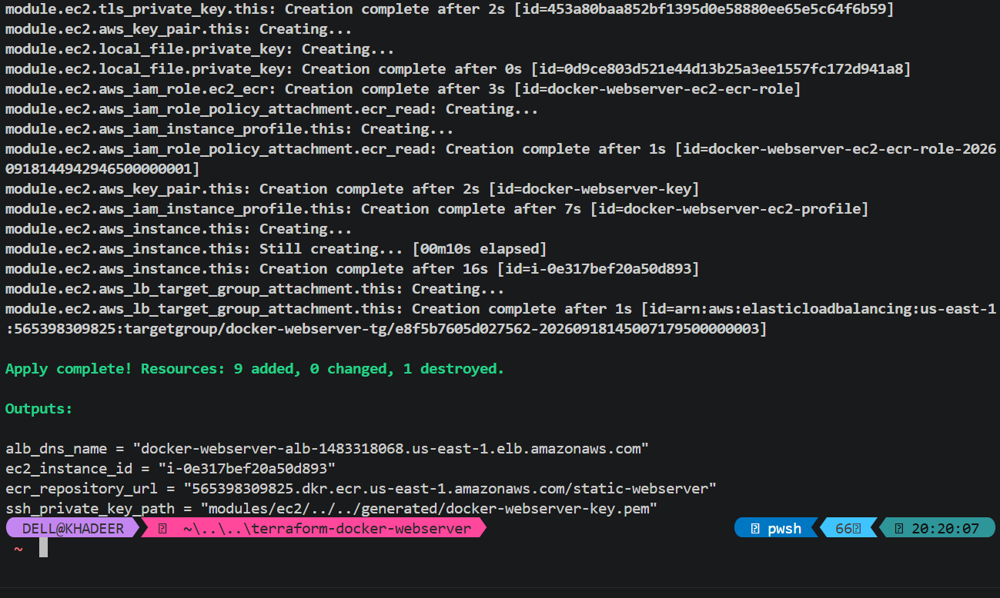 module.ec2.tls_private_key.this: Creation complete after 2s [id=453a80baa852bf1395d0e58880ee65e5c64f6b59]
module.ec2.aws_key_pair.this: Creating...
module.ec2.local_file.private_key: Creating...
module.ec2.local_file.private_key: Creation complete after 0s [id=0d9ce803d521e44d13b25a3ee1557fc172d941a8]
module.ec2.aws_iam_role.ec2_ecr: Creation complete after 3s [id=docker-webserver-ec2-ecr-role]
module.ec2.aws_iam_role_policy_attachment.ecr_read: Creating...
module.ec2.aws_iam_instance_profile.this: Creating...
module.ec2.aws_iam_role_policy_attachment.ecr_read: Creation complete after 1s [id=docker-webserver-ec2-ecr-role-2026
0918144942946500000001]
module.ec2.aws_key_pair.this: Creation complete after 2s [id=docker-webserver-key]
module.ec2.aws_iam_instance_profile.this: Creation complete after 7s [id=docker-webserver-ec2-profile]
module.ec2.aws_instance.this: Creating...
module.ec2.aws_instance.this: Still creating... [00m10s elapsed]
module.ec2.aws_instance.this: Creation complete after 16s [id=i-0e317bef20a50d893]
module.ec2.aws_lb_target_group_attachment.this: Creating...
module.ec2.aws_lb_target_group_attachment.this: Creation complete after 1s [id=arn:aws:elasticloadbalancing:us-east-1
:565398309825:targetgroup/docker-webserver-tg/e8f5b7605d027562-20260918145007179500000003]
Apply complete! Resources: 9 added, 0 changed, 1 destroyed.
Outputs:
alb_dns_name = "docker-webserver-alb-1483318068.us-east-1.elb.amazonaws.com"
ec2_instance_id = "i-0e317bef20a50d893"
ecr_repository_url = "565398309825.dkr.ecr.us-east-1.amazonaws.com/static-webserver"
ssh_private_key_path = "modules/ec2/../../generated/docker-webserver-key.pem"
DELL@KHADEER ~\..\..\terraform-docker-webserver pwsh 66 20:20:07
~